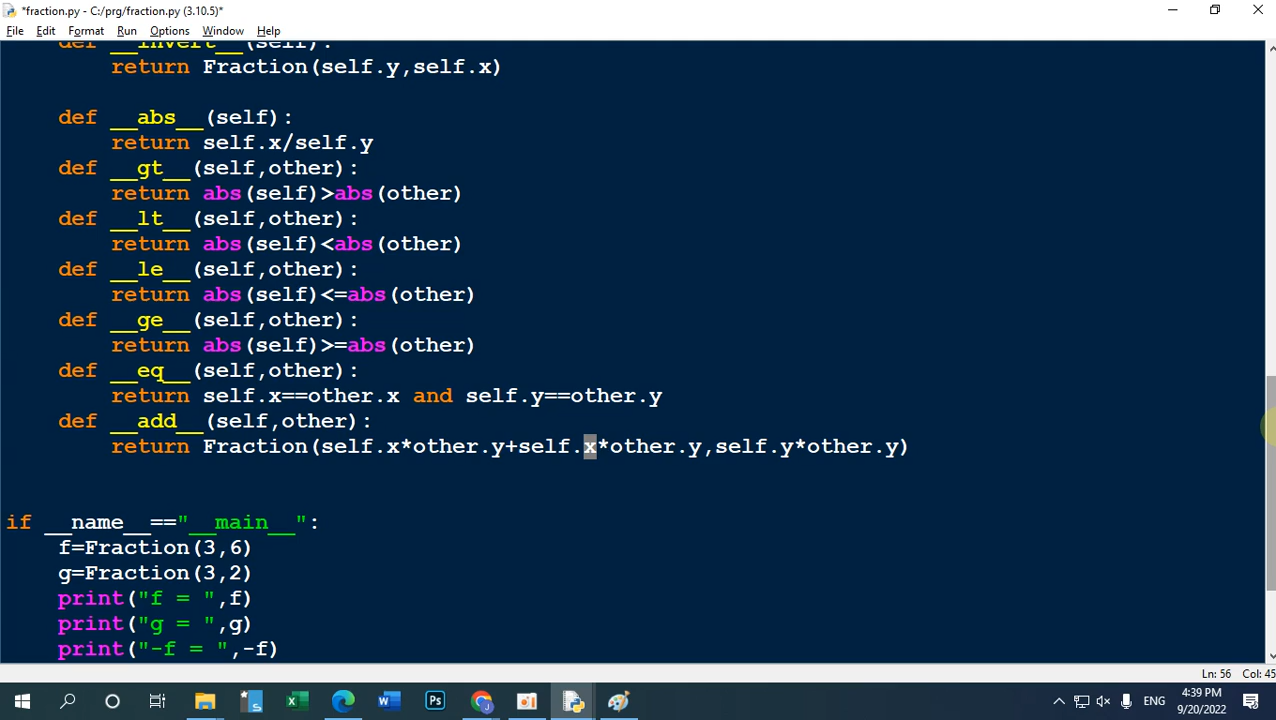 *fraction.py - C:/prg/fraction.py (3.10.5)*
File Edit Format Run Options Window Help
def __invert__(self):
return Fraction(self.y,self.x)
def __abs__(self):
return self.x/self.y
def __gt__(self,other):
return abs(self)>abs(other)
def __lt__(self,other):
return abs(self)<abs(other)
def __le__(self,other):
return abs(self)<=abs(other)
def __ge__(self,other):
return abs(self)>=abs(other)
def __eq__(self,other):
return self.x==other.x and self.y==other.y
def __add__(self,other):
return Fraction(self.x*other.y+self.x*other.y,self.y*other.y)
if __name__=="__main__":
f=Fraction(3,6)
g=Fraction(3,2)
print("f = ",f)
print("g = ",g)
print("-f = ",-f)
Ln: 56 Col: 45
ENG
4:39 PM
9/20/2022